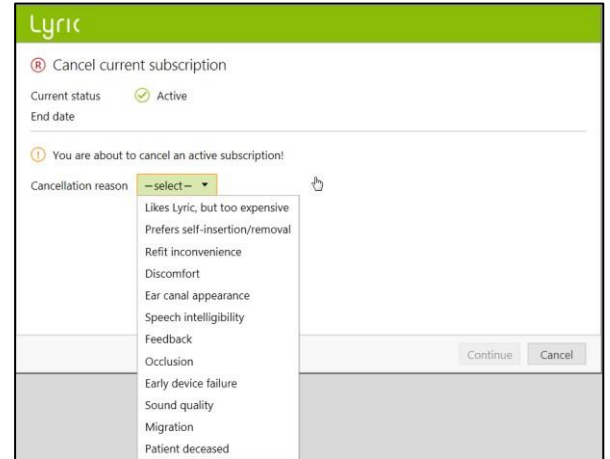 Lyric
R Cancel current subscription
Current status Active
End date
You are about to cancel an active subscription!
Cancellation reason –select–
Likes Lyric, but too expensive
Prefers self-insertion/removal
Refit inconvenience
Discomfort
Ear canal appearance
Speech intelligibility
Feedback
Continue Cancel
Occlusion
Early device failure
Sound quality
Migration
Patient deceased